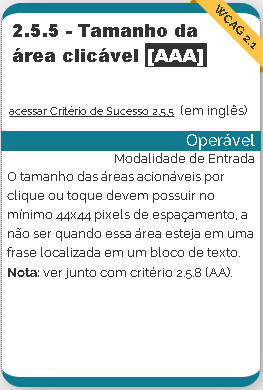 WCAG 2.1
2.5.5 - Tamanho da
área clicável [AAA]
acessar Critério de Sucesso 2.5.5 (em inglês)
Operável
Modalidade de Entrada
O tamanho das áreas acionáveis por
clique ou toque devem possuir no
mínimo 44x44 pixels de espaçamento, a
não ser quando essa área esteja em uma
frase localizada em um bloco de texto.
Nota: ver junto com critério 2.5.8 (AA).